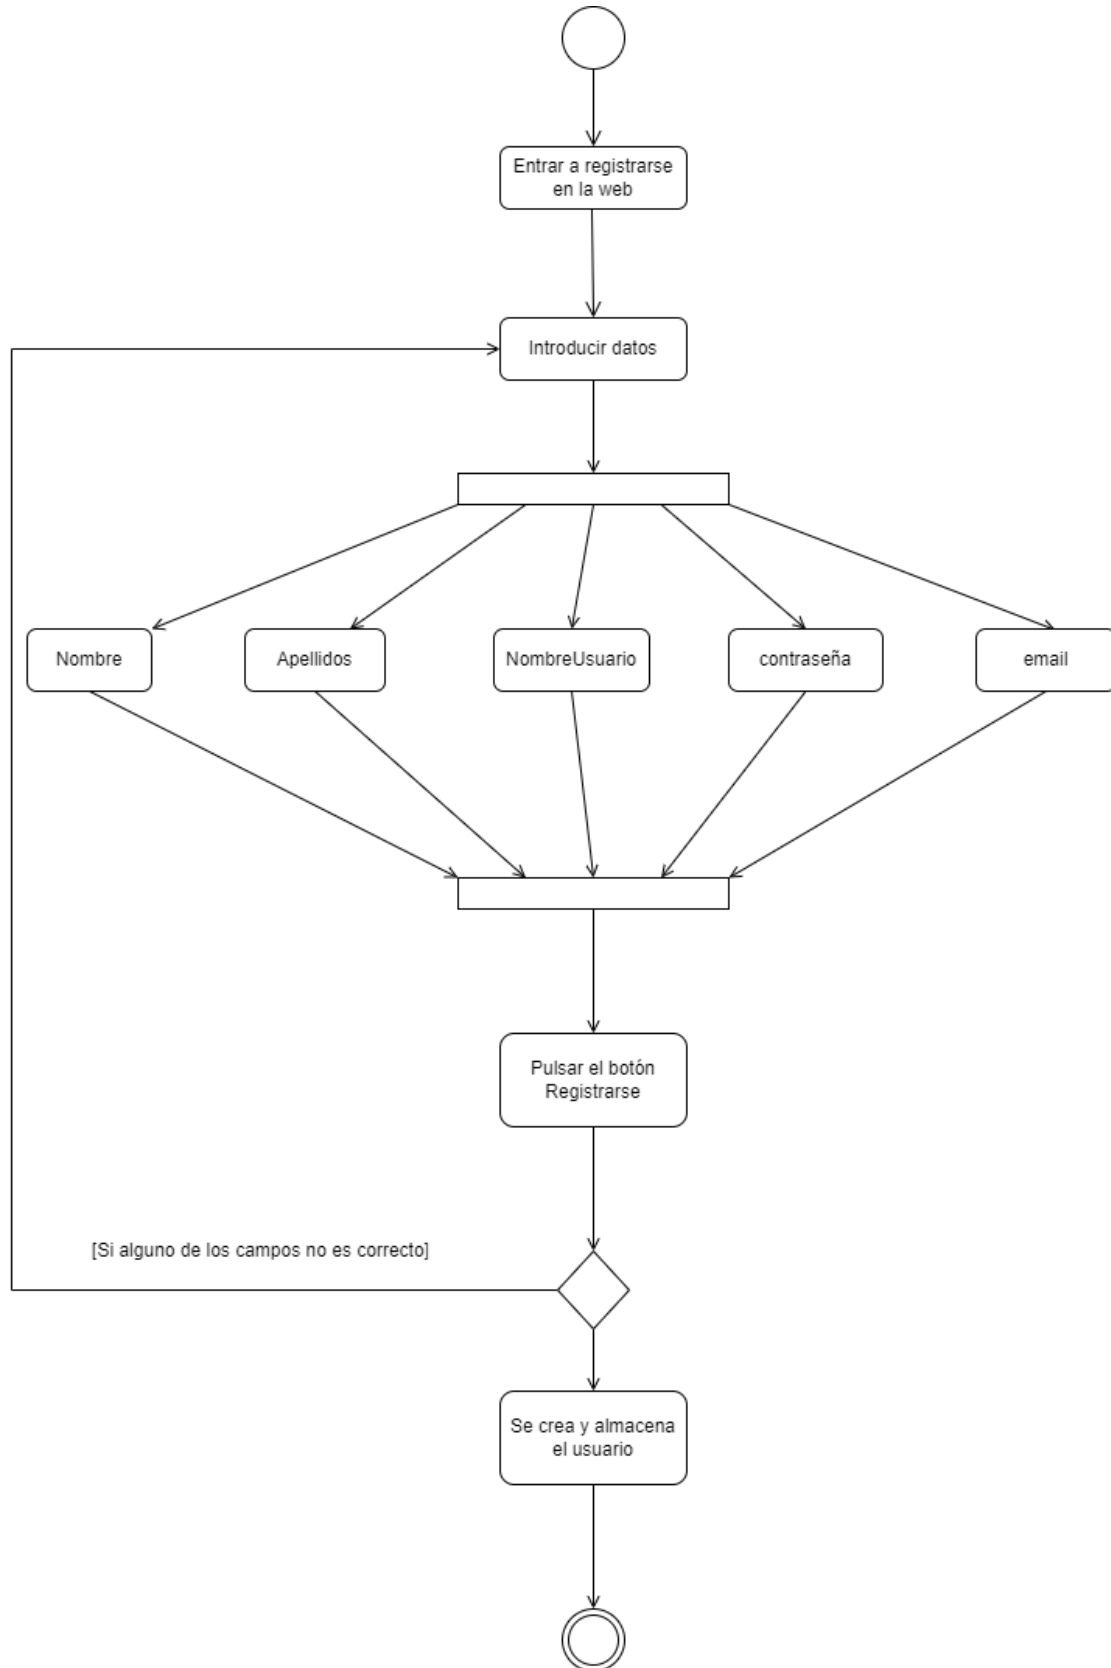 Entrar a registrarse
en la web
Introducir datos
Nombre
Apellidos
NombreUsuario
contraseña
email
Pulsar el botón
Registrarse
[Si alguno de los campos no es correcto]
Se crea y almacena
el usuario